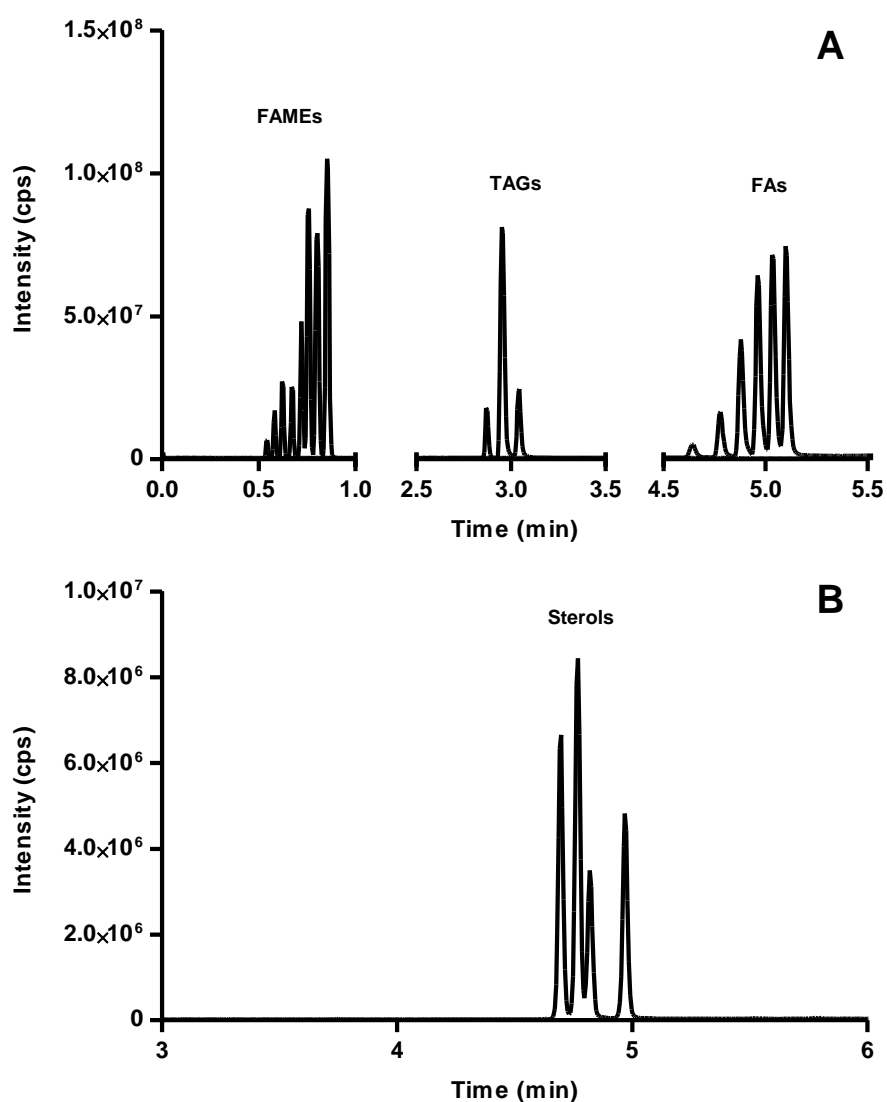 A
1.5×10⁸
1.0×10⁸
5.0×10⁷
0
Intensity (cps)
FAMEs
TAGs
FAs
0.0 0.5 1.0 2.5 3.0 3.5 4.5 5.0 5.5
Time (min)
B
1.0×10⁷
8.0×10⁶
6.0×10⁶
4.0×10⁶
2.0×10⁶
0
Intensity (cps)
Sterols
3 4 5 6
Time (min)